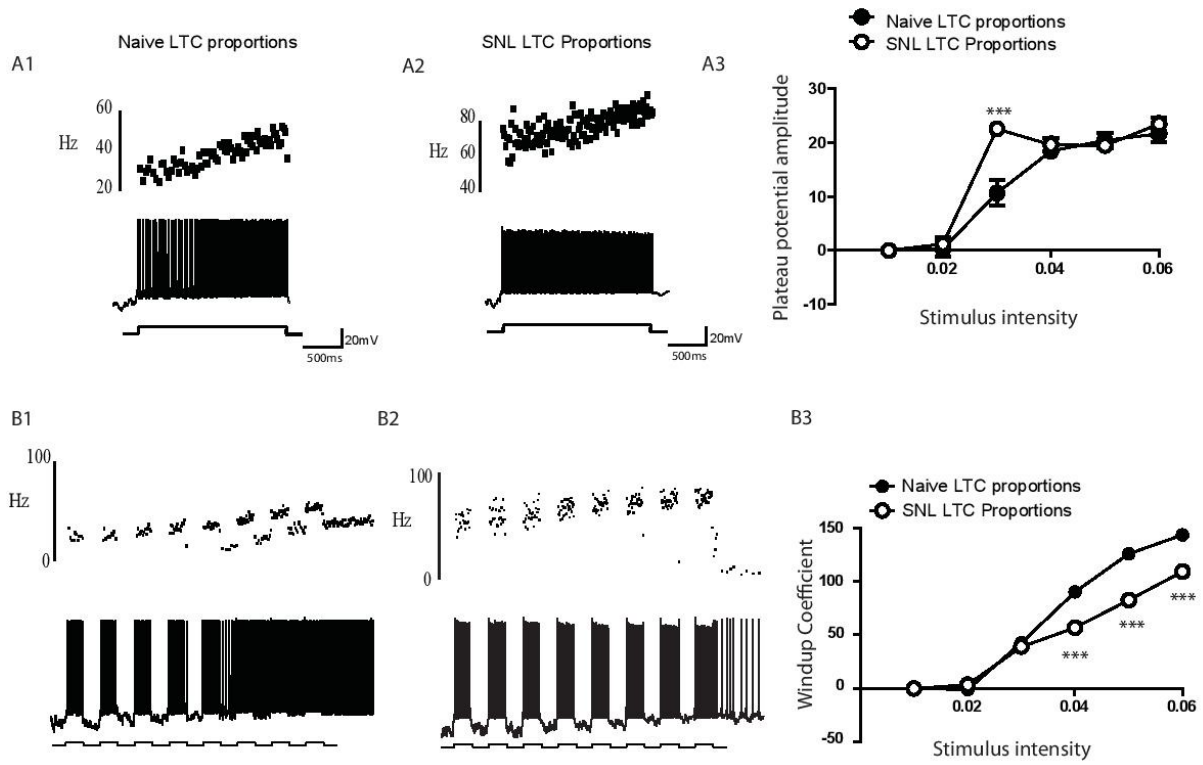 Naive LTC proportions
SNL LTC Proportions
A1
Naive LTC proportions
60
40
20
Hz
20mV
500ms
A2
SNL LTC Proportions
80
60
40
Hz
20mV
500ms
A3
30
20
10
0
-10
0.02
0.04
0.06
***
Plateau potential amplitude
Stimulus intensity
B1
100
Hz
0
B2
100
Hz
0
B3
Naive LTC proportions
SNL LTC Proportions
150
100
50
0
-50
0.02
0.04
0.06
***
***
***
Windup Coefficient
Stimulus intensity